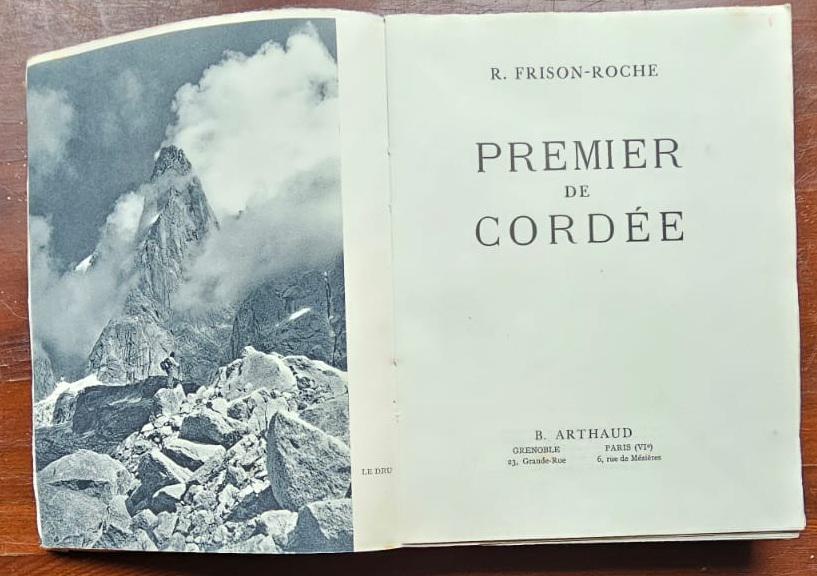 LE DRU
R. FRISON-ROCHE
PREMIER
DE
CORDÉE
B. ARTHAUD
GRENOBLE PARIS (VIe)
23, Grande-Rue 6, rue de Mézières